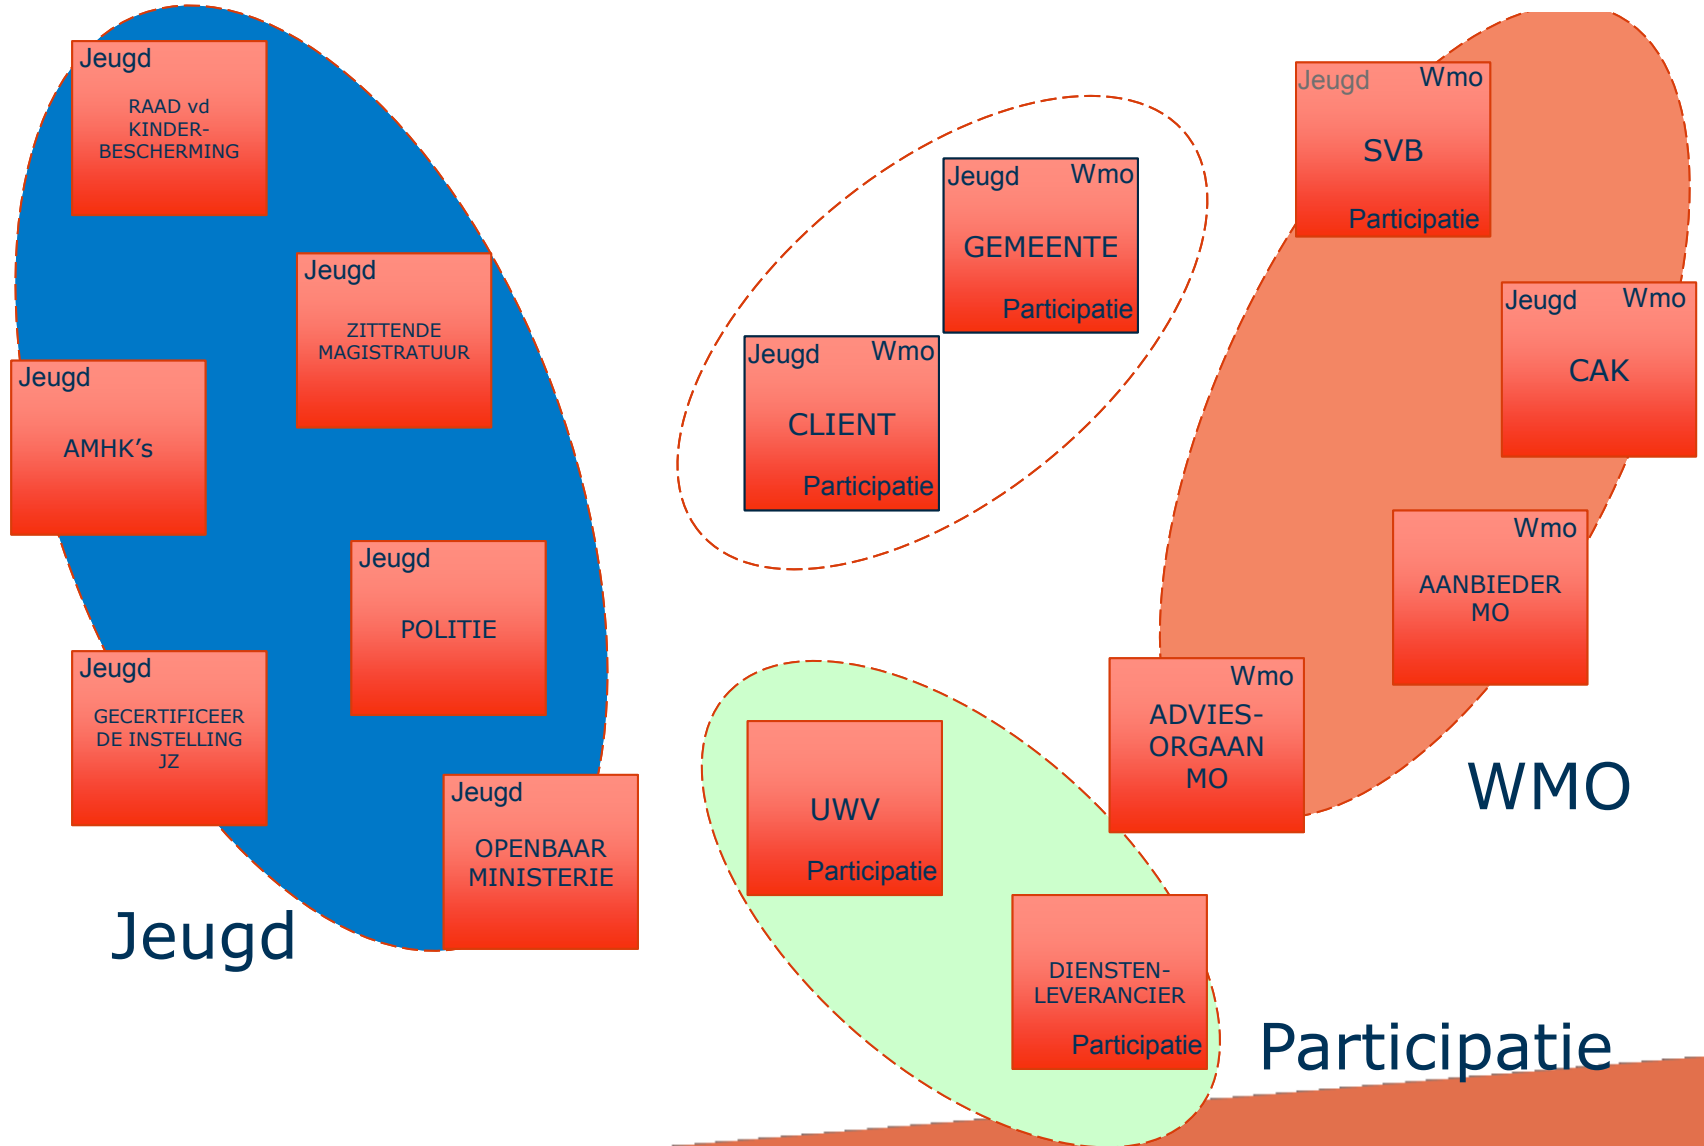 Jeugd
RAAD vd
KINDER-
BESCHERMING
Jeugd
ZITTENDE
MAGISTRATUUR
Jeugd
AMHK’s
Jeugd
POLITIE
Jeugd
GECERTIFICEER
DE INSTELLING
JZ
Jeugd
OPENBAAR
MINISTERIE
Jeugd
Jeugd Wmo
GEMEENTE
Participatie
Jeugd Wmo
CLIENT
Participatie
UWV
Participatie
DIENSTEN-
LEVERANCIER
Participatie
Participatie
Jeugd Wmo
SVB
Participatie
Jeugd Wmo
CAK
Wmo
AANBIEDER
MO
Wmo
ADVIES-
ORGAAN
MO
WMO